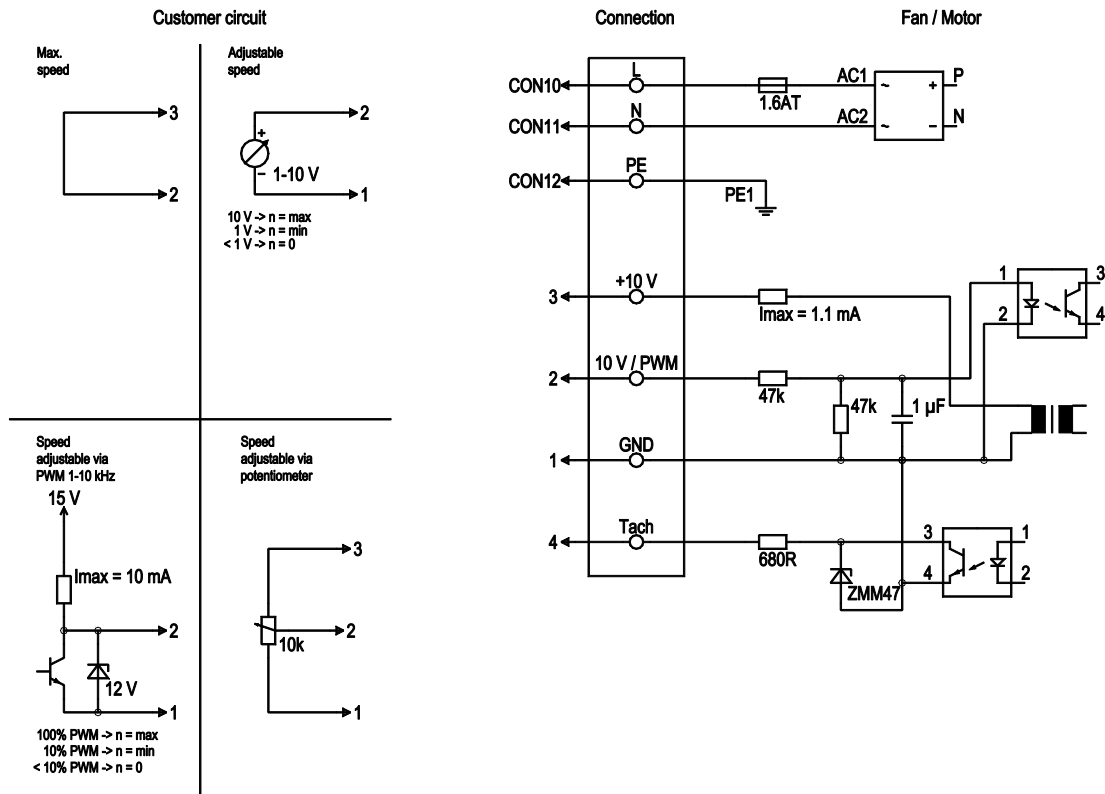 Customer circuit
Connection
Fan / Motor
Max.
speed
3
2
Adjustable
speed
2
+
–
1-10 V
1
10 V -> n = max
1 V -> n = min
< 1 V -> n = 0
Speed
adjustable via
PWM 1-10 kHz
15 V
Imax = 10 mA
2
12 V
1
100% PWM -> n = max
10% PWM -> n = min
< 10% PWM -> n = 0
Speed
adjustable via
potentiometer
3
2
10k
1
CON10
L
1.6AT
AC1
~
+
P
CON11
N
AC2
~
–
N
CON12
PE
PE1
3
+10 V
Imax = 1.1 mA
1
2
3
4
2
10 V / PWM
47k
47k
1 µF
1
GND
4
Tach
680R
ZMM47
3
4
1
2